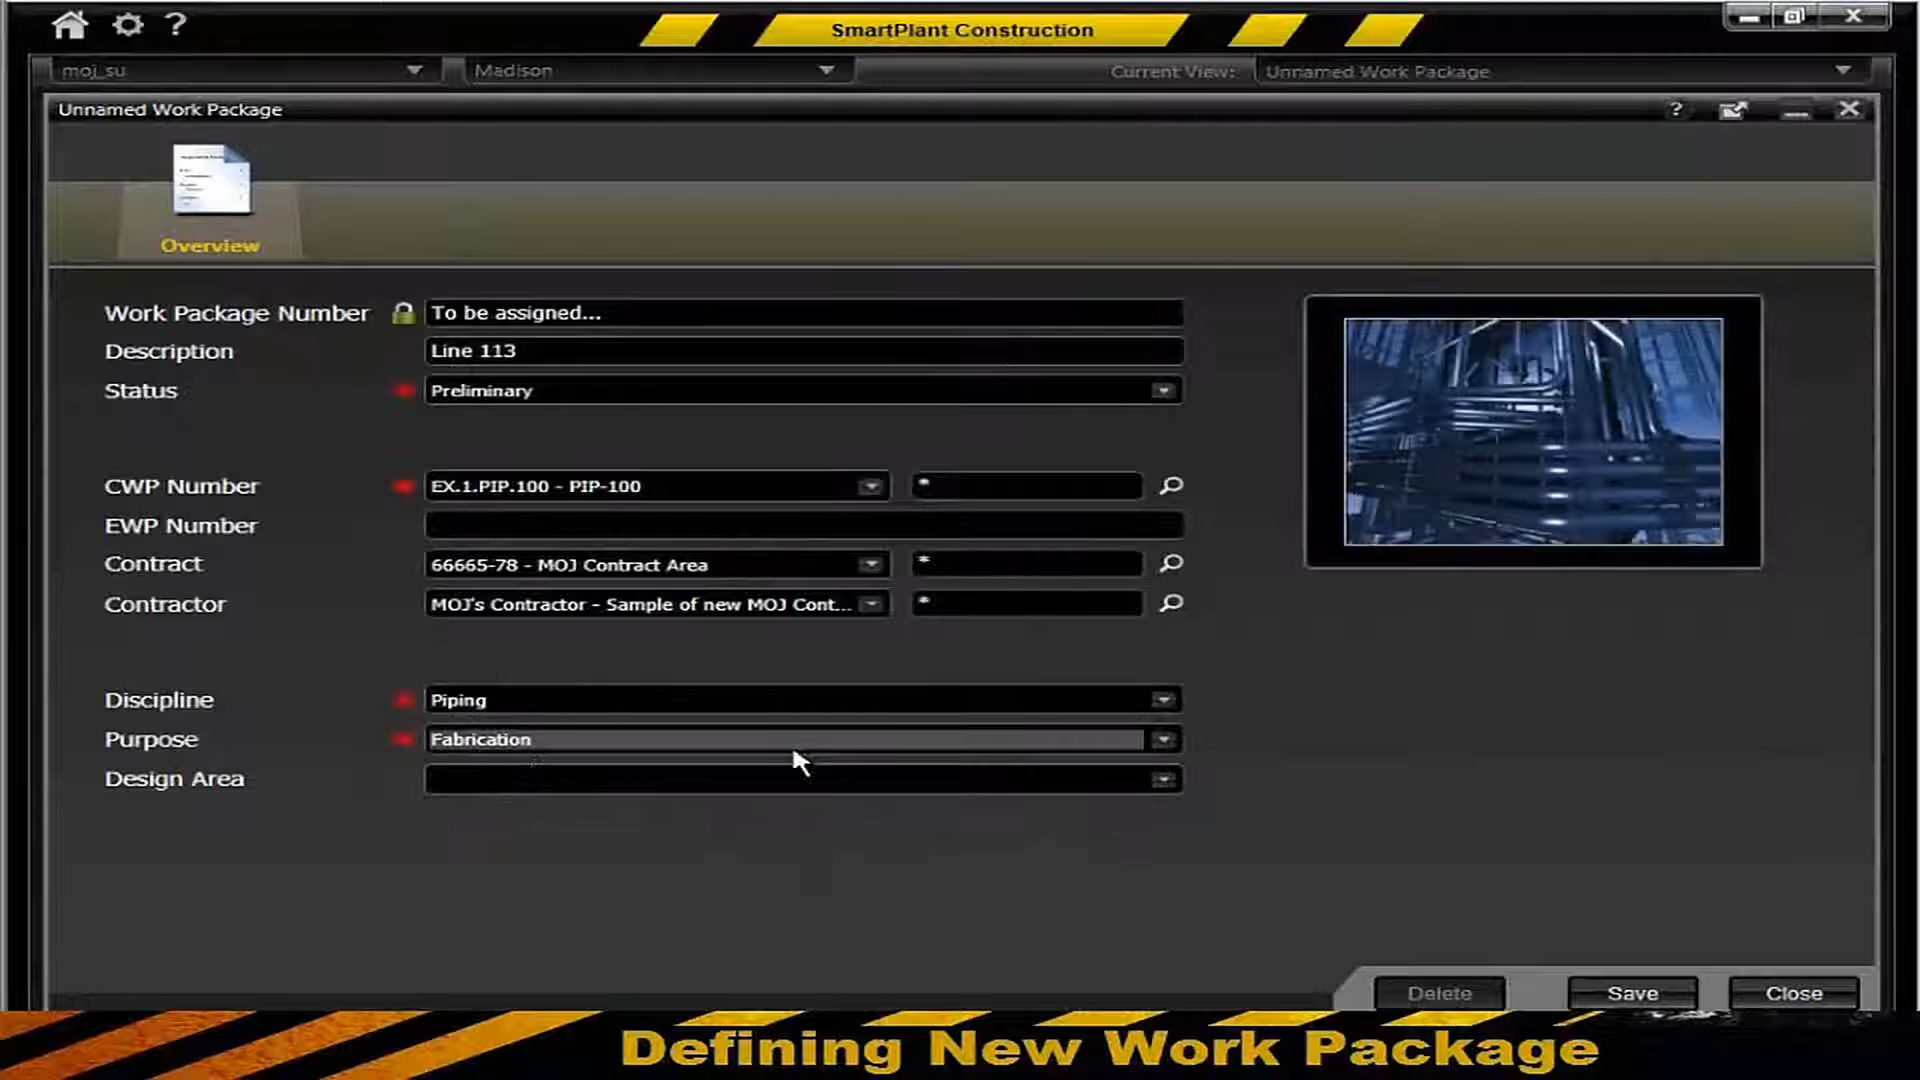 SmartPlant Construction
moj_su
Madison
Current View:
Unnamed Work Package
Unnamed Work Package
?
Overview
Work Package Number
To be assigned...
Description
Line 113
Status
Preliminary
CWP Number
EX.1.PIP.100 - PIP-100
*
EWP Number
Contract
66665-78 - MOJ Contract Area
*
Contractor
MOJ's Contractor - Sample of new MOJ Cont...
*
Discipline
Piping
Purpose
Fabrication
Design Area
Delete
Save
Close
Defining New Work Package